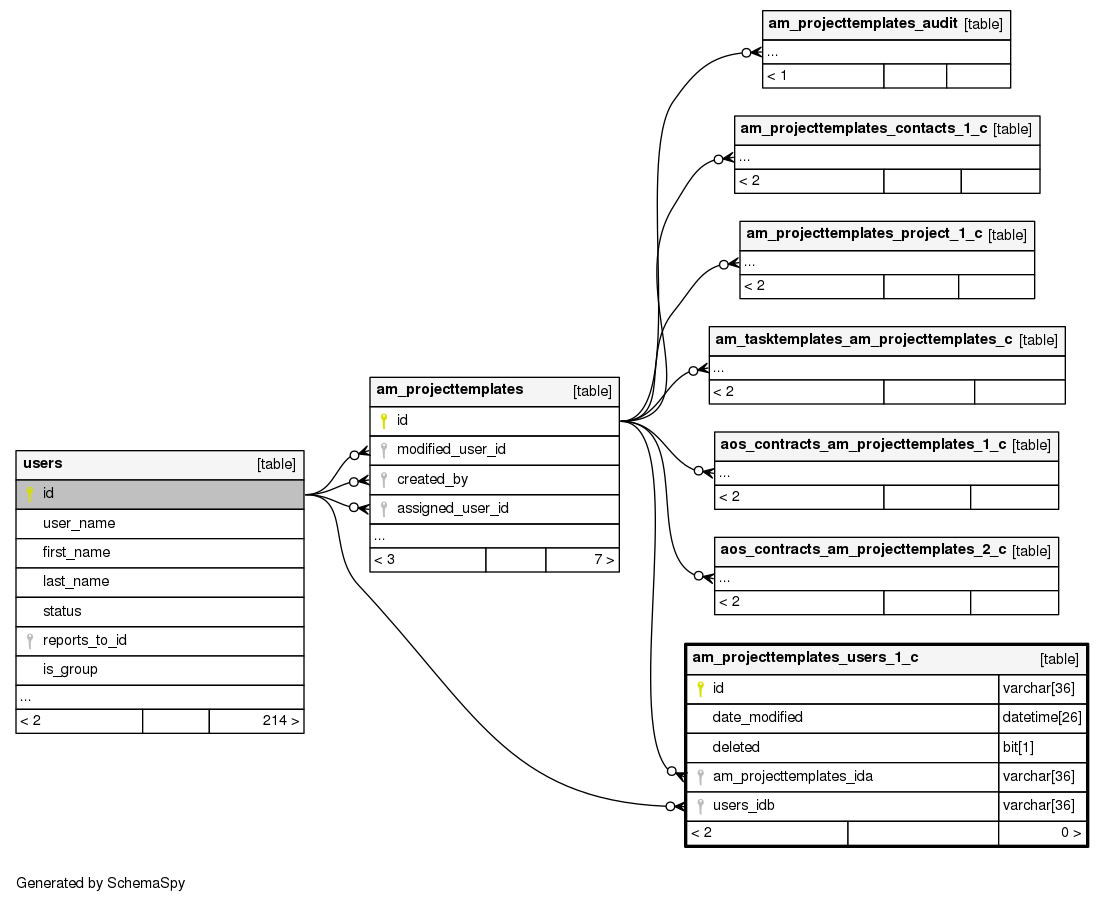 am_projecttemplates_audit [table]
...
< 1
am_projecttemplates_contacts_1_c [table]
...
< 2
am_projecttemplates_project_1_c [table]
...
< 2
am_tasktemplates_am_projecttemplates_c [table]
...
< 2
am_projecttemplates [table]
id
modified_user_id
created_by
assigned_user_id
...
< 3 7 >
aos_contracts_am_projecttemplates_1_c [table]
...
< 2
users [table]
id
user_name
first_name
last_name
status
reports_to_id
is_group
...
< 2 214 >
aos_contracts_am_projecttemplates_2_c [table]
...
< 2
am_projecttemplates_users_1_c [table]
id varchar[36]
date_modified datetime[26]
deleted bit[1]
am_projecttemplates_ida varchar[36]
users_idb varchar[36]
< 2 0 >
Generated by SchemaSpy